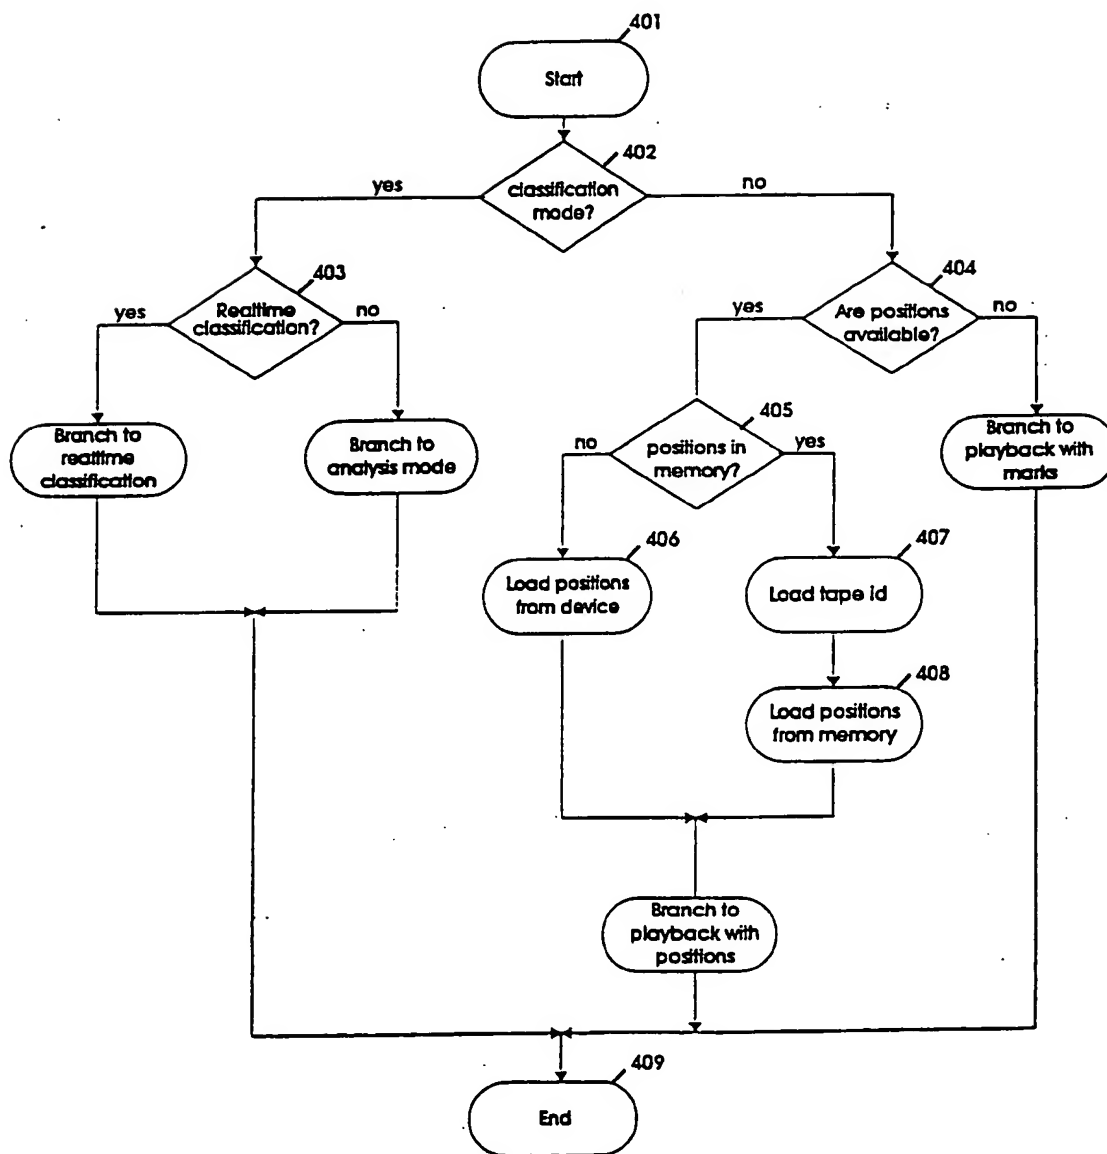 401
Start
402
classification
mode?
yes
no
403
Realtime
classification?
yes
no
404
Are positions
available?
yes
no
Branch to
realtime
classification
Branch to
analysis mode
405
positions in
memory?
no
yes
Branch to
playback with
marks
406
Load positions
from device
407
Load tape id
408
Load positions
from memory
Branch to
playback with
positions
409
End